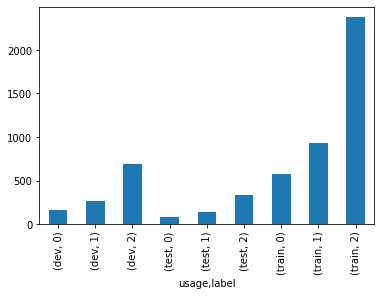 2000
1500
1000
500
0
(dev, 0)
(dev, 1)
(dev, 2)
(test, 0)
(test, 1)
(test, 2)
(train, 0)
(train, 1)
(train, 2)
usage,label